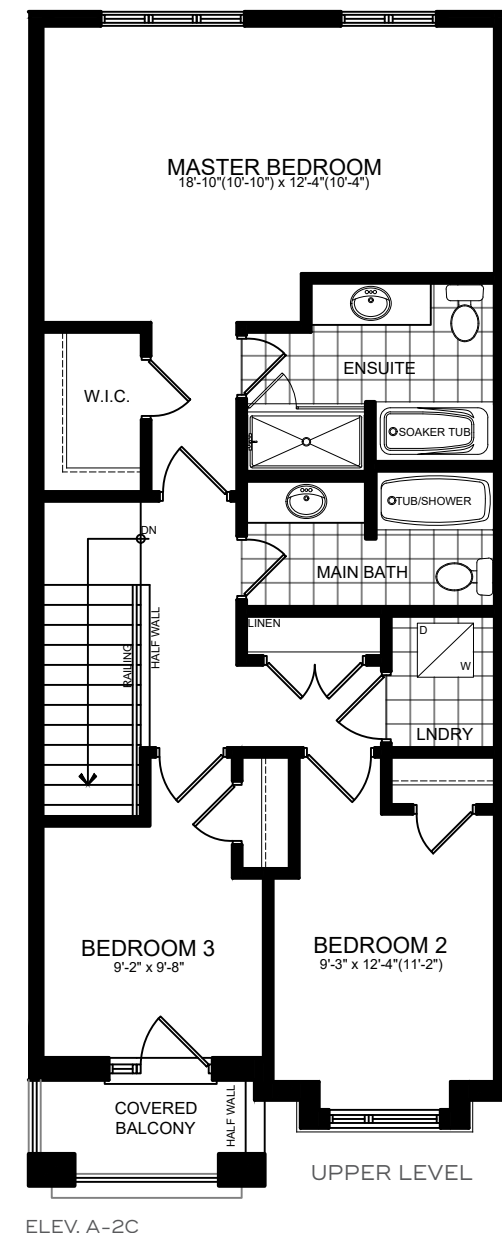 MASTER BEDROOM
18'-10"(10'-10") x 12'-4"(10'-4")
W.I.C.
ENSUITE
SOAKER TUB
TUB/SHOWER
DN
MAIN BATH
RAILING
HALF WALL
LINEN
D
W
LNDRY
BEDROOM 3
9'-2" x 9'-8"
BEDROOM 2
9'-3" x 12'-4"(11'-2")
COVERED
BALCONY
HALF WALL
UPPER LEVEL
ELEV. A-2C